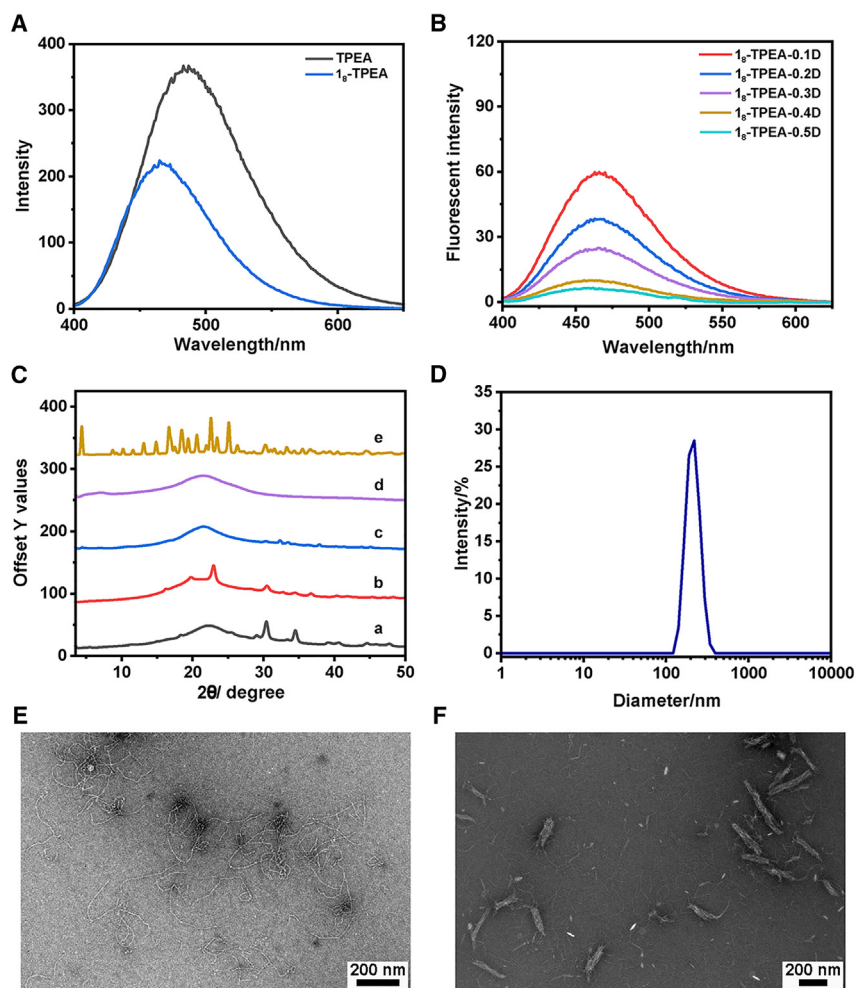 A
400
300
200
100
0
Intensity
TPEA
1₈-TPEA
400
500
600
Wavelength/nm
B
120
90
60
30
0
Fluorescent intensity
1₈-TPEA-0.1D
1₈-TPEA-0.2D
1₈-TPEA-0.3D
1₈-TPEA-0.4D
1₈-TPEA-0.5D
400
450
500
550
600
Wavelength/nm
C
400
300
200
100
0
Offset Y values
e
d
c
b
a
10
20
30
40
50
2θ/ degree
D
35
30
25
20
15
10
5
0
Intensity/%
1
10
100
1000
10000
Diameter/nm
E
200 nm
F
200 nm